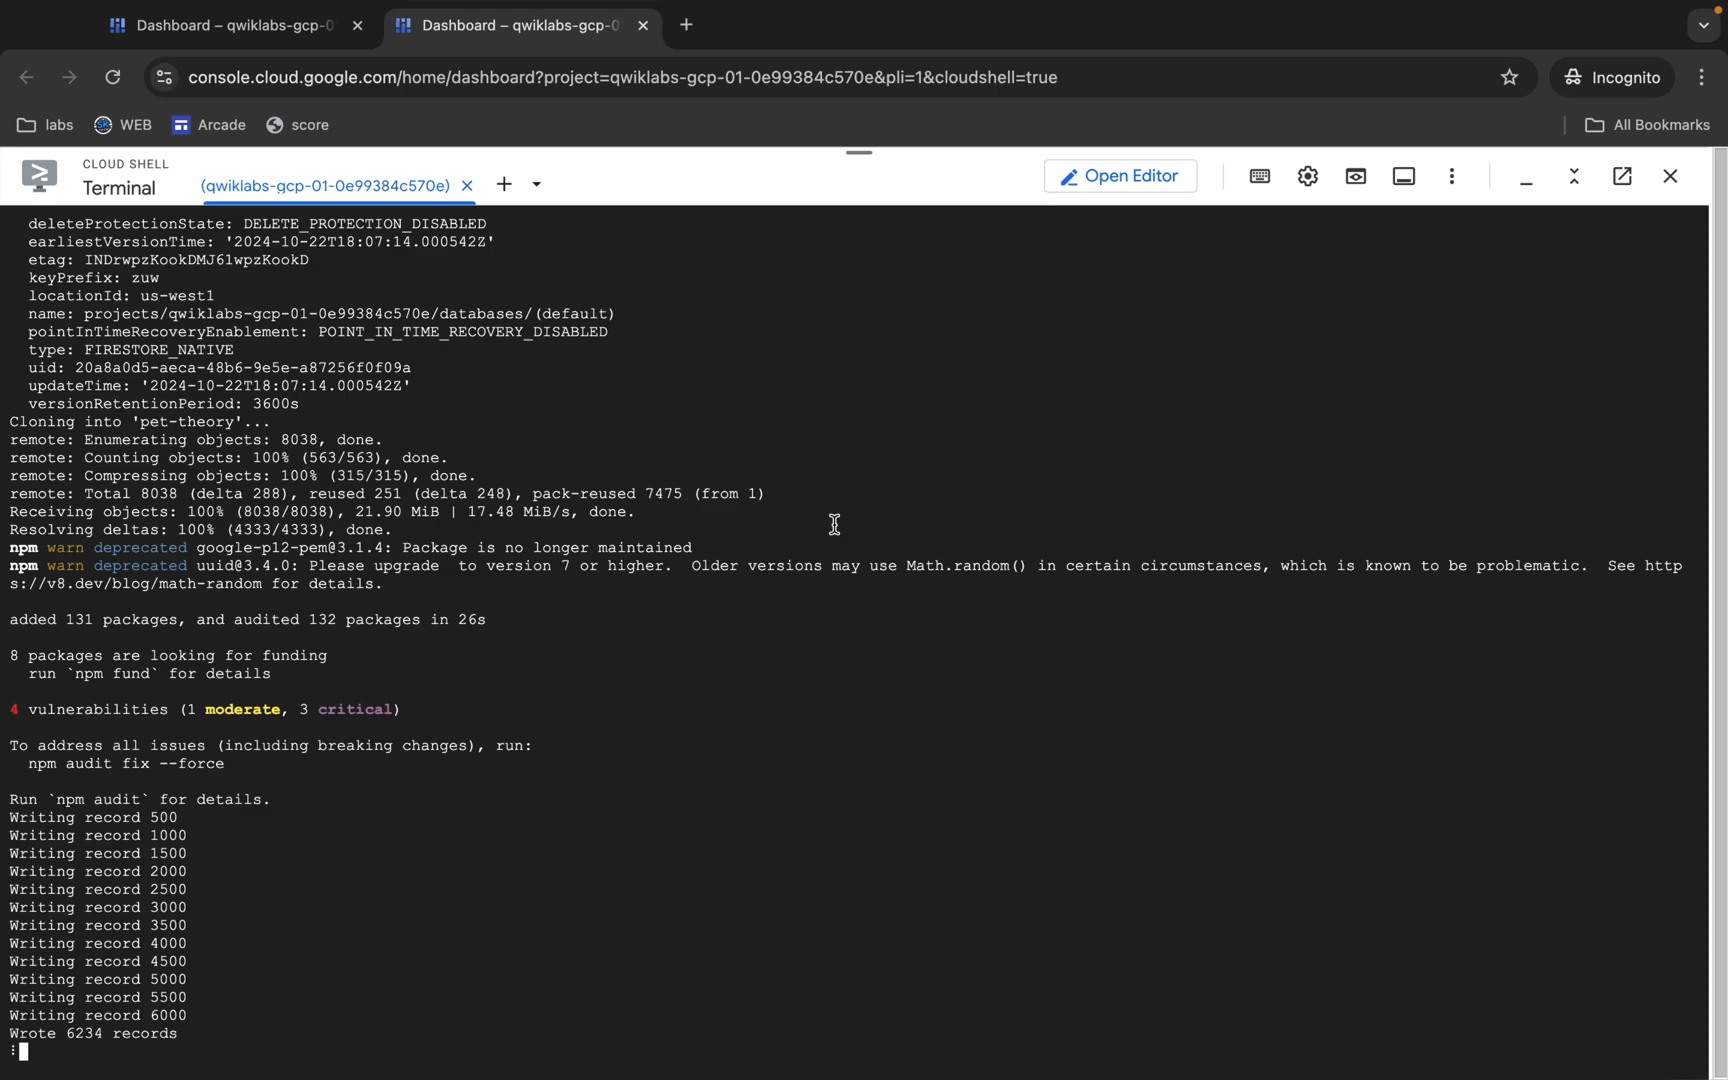 Dashboard – qwiklabs-gcp-0
Dashboard – qwiklabs-gcp-0
console.cloud.google.com/home/dashboard?project=qwiklabs-gcp-01-0e99384c570e&pli=1&cloudshell=true
Incognito
labs WEB Arcade score All Bookmarks
CLOUD SHELL
Terminal (qwiklabs-gcp-01-0e99384c570e) Open Editor
deleteProtectionState: DELETE_PROTECTION_DISABLED
earliestVersionTime: '2024-10-22T18:07:14.000542Z'
etag: INDrwpzKookDMJ61wpzKookD
keyPrefix: zuw
locationId: us-west1
name: projects/qwiklabs-gcp-01-0e99384c570e/databases/(default)
pointInTimeRecoveryEnablement: POINT_IN_TIME_RECOVERY_DISABLED
type: FIRESTORE_NATIVE
uid: 20a8a0d5-aeca-48b6-9e5e-a87256f0f09a
updateTime: '2024-10-22T18:07:14.000542Z'
versionRetentionPeriod: 3600s
Cloning into 'pet-theory'...
remote: Enumerating objects: 8038, done.
remote: Counting objects: 100% (563/563), done.
remote: Compressing objects: 100% (315/315), done.
remote: Total 8038 (delta 288), reused 251 (delta 248), pack-reused 7475 (from 1)
Receiving objects: 100% (8038/8038), 21.90 MiB | 17.48 MiB/s, done.
Resolving deltas: 100% (4333/4333), done.
npm warn deprecated google-p12-pem@3.1.4: Package is no longer maintained
npm warn deprecated uuid@3.4.0: Please upgrade  to version 7 or higher.  Older versions may use Math.random() in certain circumstances, which is known to be problematic.  See http
s://v8.dev/blog/math-random for details.
added 131 packages, and audited 132 packages in 26s
8 packages are looking for funding
run `npm fund` for details
4 vulnerabilities (1 moderate, 3 critical)
To address all issues (including breaking changes), run:
npm audit fix --force
Run `npm audit` for details.
Writing record 500
Writing record 1000
Writing record 1500
Writing record 2000
Writing record 2500
Writing record 3000
Writing record 3500
Writing record 4000
Writing record 4500
Writing record 5000
Writing record 5500
Writing record 6000
Wrote 6234 records